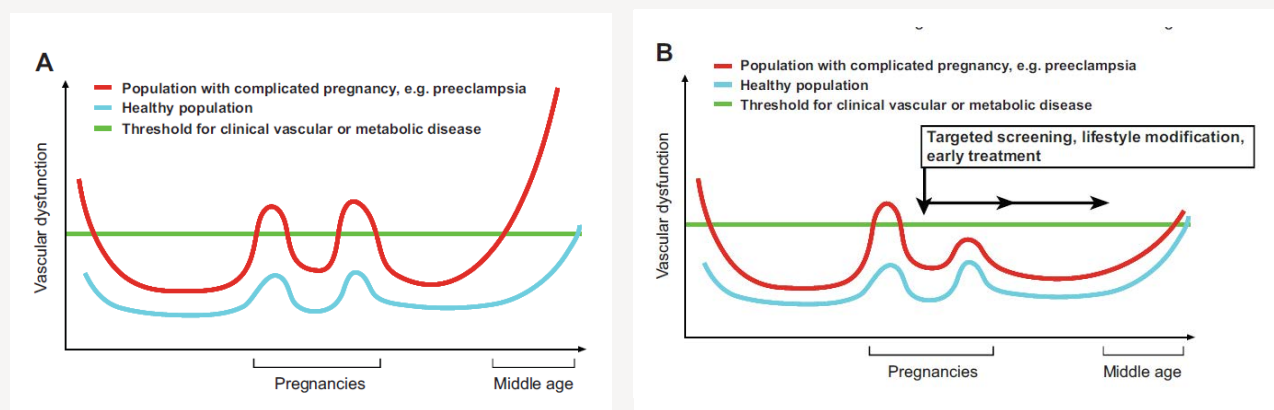 A
Population with complicated pregnancy, e.g. preeclampsia
Healthy population
Threshold for clinical vascular or metabolic disease
Vascular dysfunction
Pregnancies
Middle age
B
Population with complicated pregnancy, e.g. preeclampsia
Healthy population
Threshold for clinical vascular or metabolic disease
Targeted screening, lifestyle modification,
early treatment
Vascular dysfunction
Pregnancies
Middle age